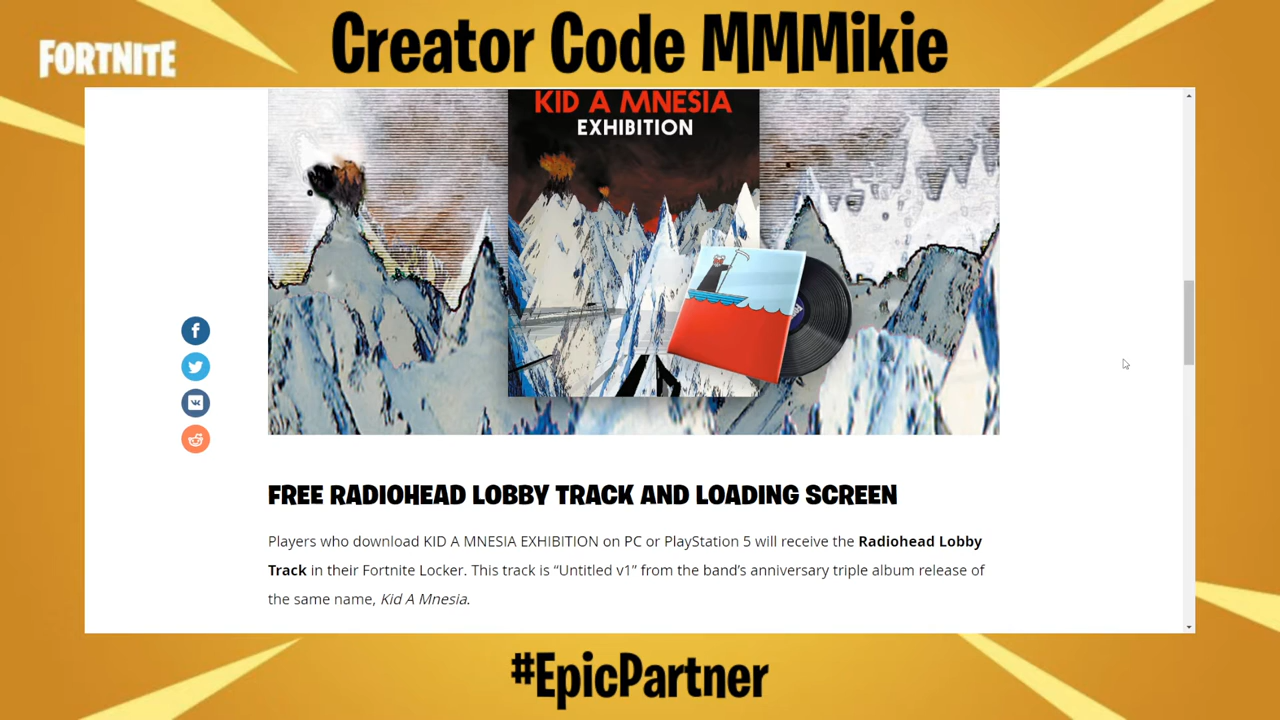 Creator Code MMMikie
FORTNITE
KID A MNESIA
EXHIBITION
FREE RADIOHEAD LOBBY TRACK AND LOADING SCREEN
Players who download KID A MNESIA EXHIBITION on PC or PlayStation 5 will receive the Radiohead Lobby
Track in their Fortnite Locker. This track is “Untitled v1” from the band’s anniversary triple album release of
the same name, Kid A Mnesia.
#EpicPartner